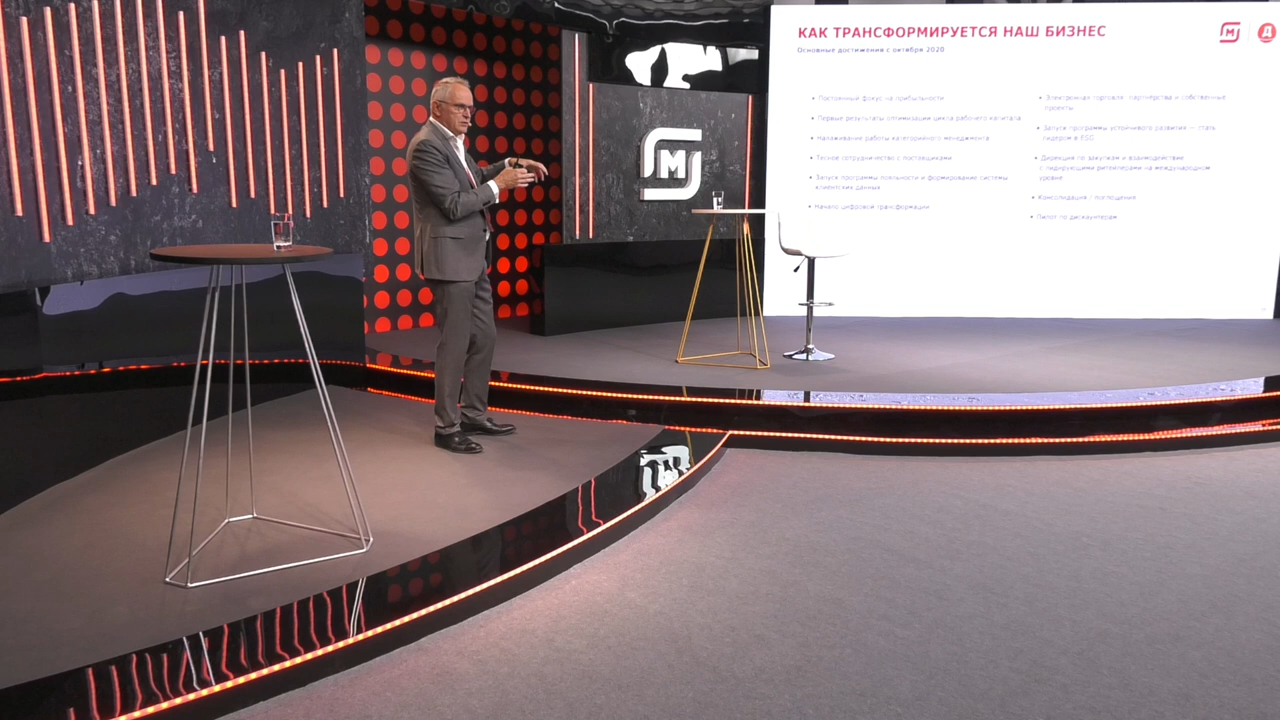 КАК ТРАНСФОРМИРУЕТСЯ НАШ БИЗНЕС
Основные достижения с октября 2020
• Постоянный фокус на прибыльности
• Первые результаты оптимизации цикла рабочего капитала
• Налаживание работы категорийного менеджмента
• Тесное сотрудничество с поставщиками
• Запуск программы лояльности и формирование системы
клиентских данных
• Начало цифровой трансформации
• Электронная торговля: партнёрства и собственные
проекты
• Запуск программы устойчивого развития — стать
лидером в ESG
• Дирекция по закупкам и взаимодействию
с лидирующими ритейлерами на международном
уровне
• Консолидация / поглощения
• Пилот по дискаунтерам
М
Д
М